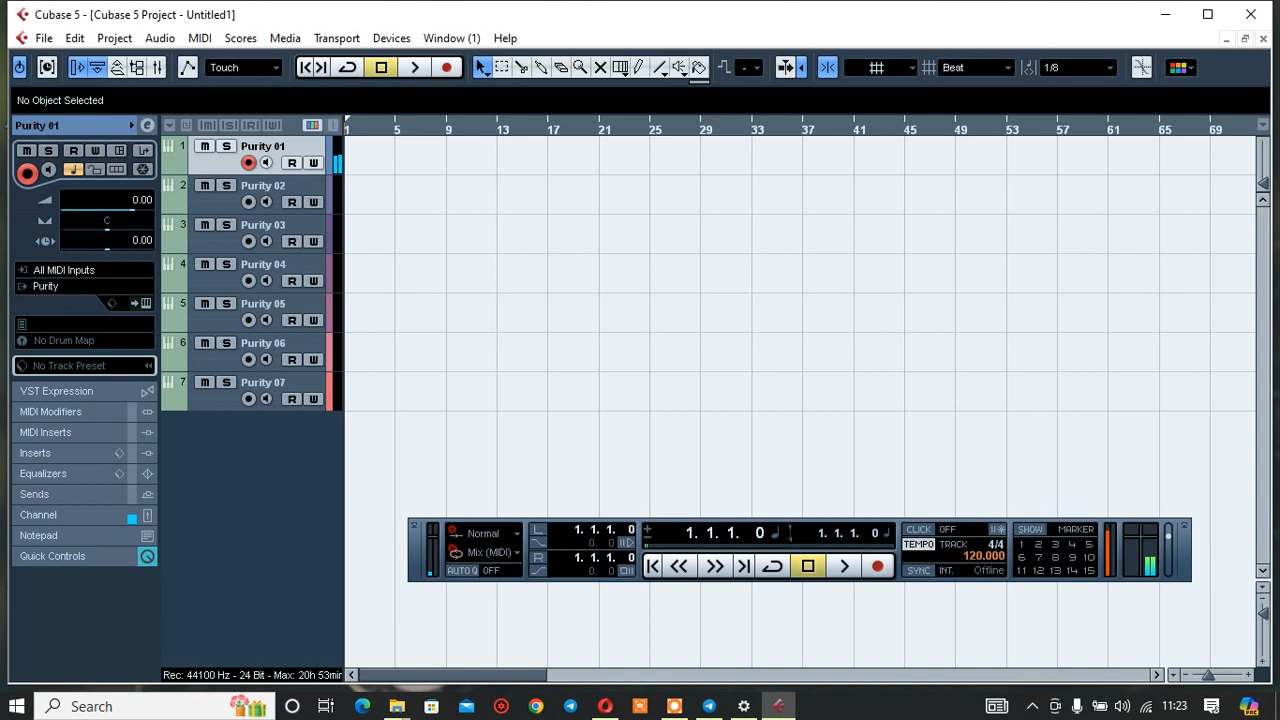 Cubase 5 - [Cubase 5 Project - Untitled1]
File Edit Project Audio MIDI Scores Media Transport Devices Window (1) Help
Touch Beat 1/8
No Object Selected
Purity 01
1 5 9 13 17 21 25 29 33 37 41 45 49 53 57 61 65 69
1 m S Purity 01
R W
2 m S Purity 02
R W
3 m S Purity 03
R W
4 m S Purity 04
R W
5 m S Purity 05
R W
6 m S Purity 06
R W
7 m S Purity 07
R W
m S R W
0.00
C
0.00
All MIDI Inputs
Purity
No Drum Map
No Track Preset
VST Expression
MIDI Modifiers
MIDI Inserts
Inserts
Equalizers
Sends
Channel
Notepad
Quick Controls
Normal
Mix (MIDI)
AUTO Q OFF
L 1. 1. 1. 0
R 1. 1. 1. 0
1. 1. 1. 0
1. 1. 1. 0
CLICK OFF
TEMPO TRACK 4/4
120.000
SYNC INT. Offline
SHOW MARKER
1 2 3 4 5
6 7 8 9 10
11 12 13 14 15
Rec: 44100 Hz - 24 Bit - Max: 20h 53min
Search
11:23
PRE